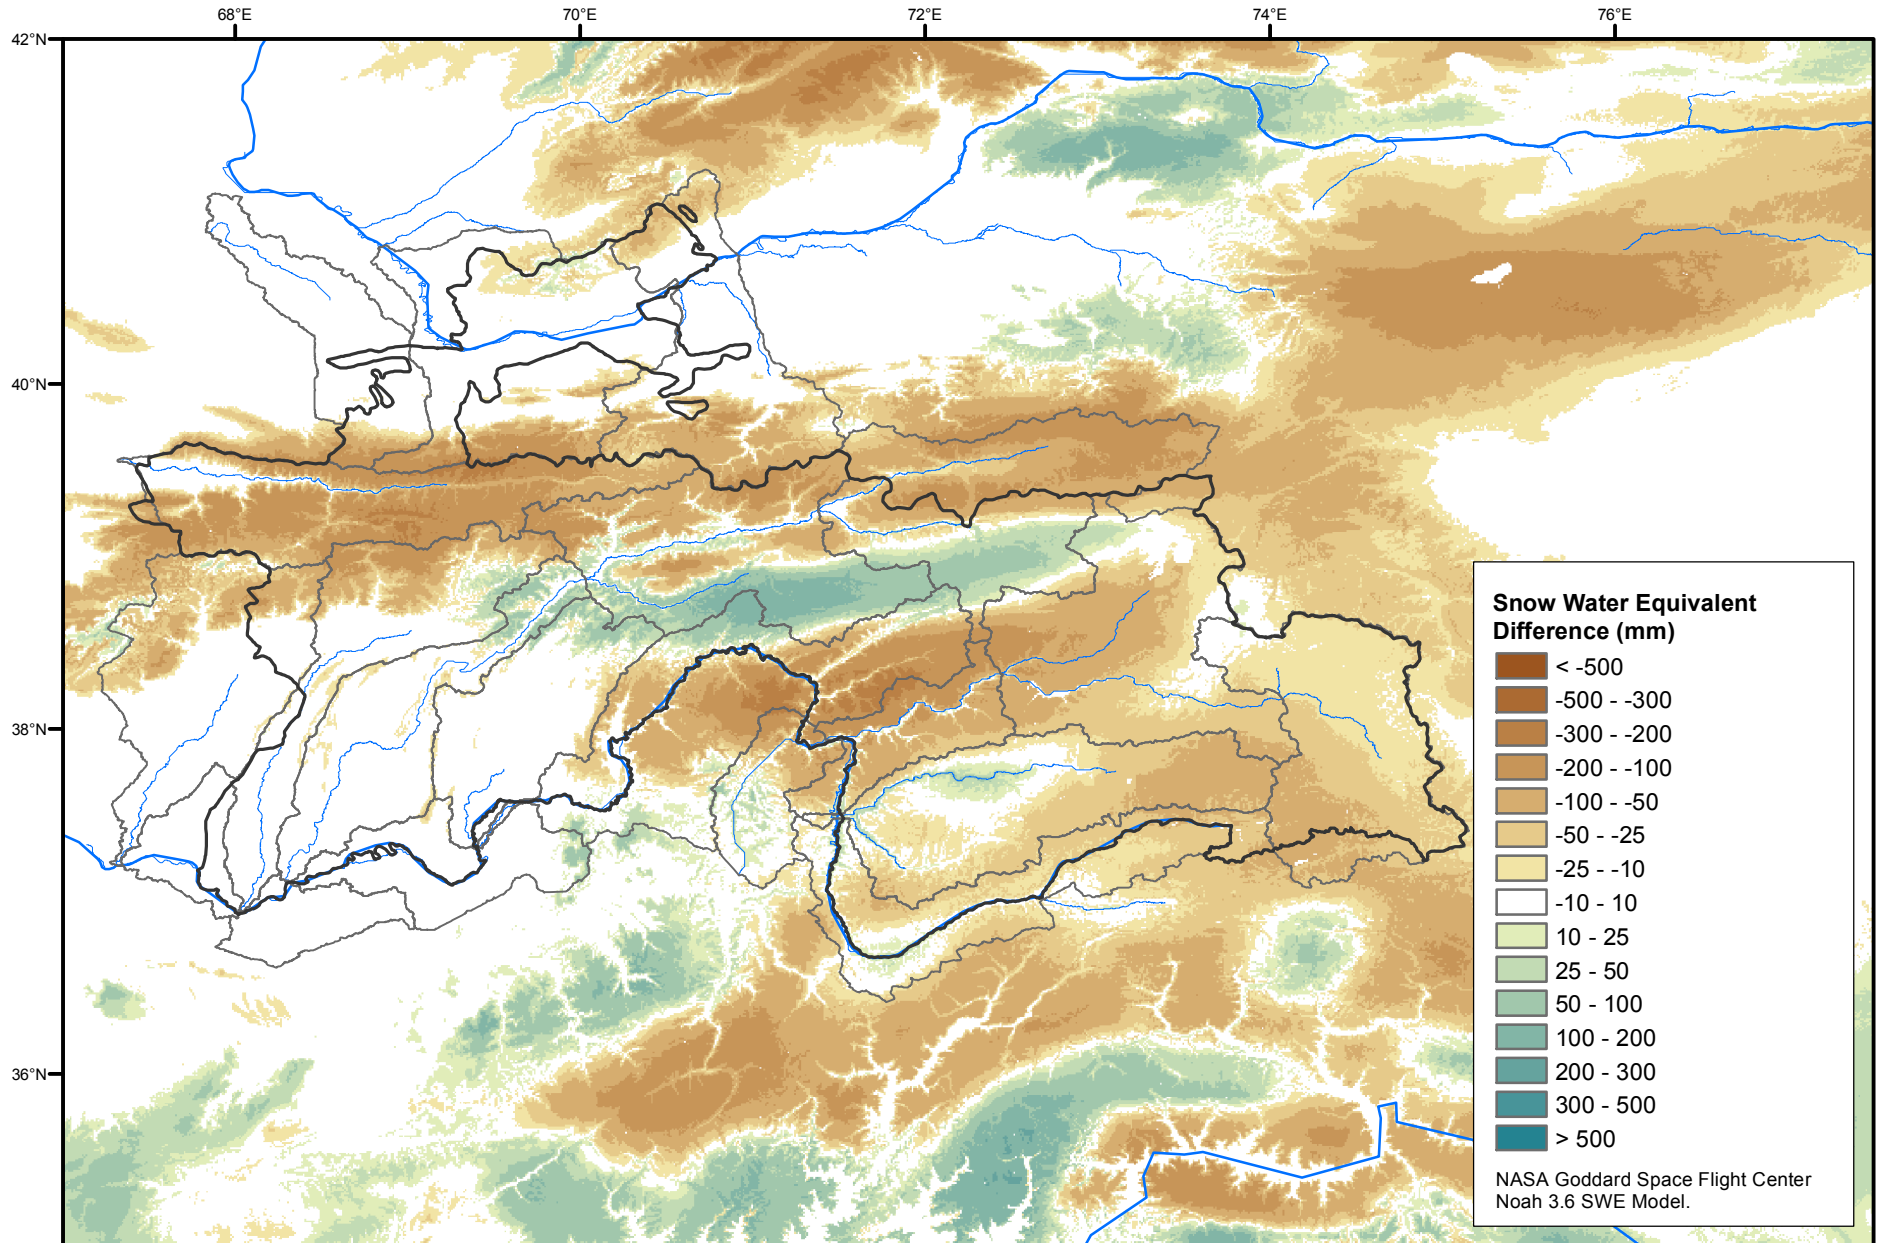 68°E
70°E
72°E
74°E
76°E
42°N
40°N
38°N
36°N
Snow Water Equivalent
Difference (mm)
< -500
-500 - -300
-300 - -200
-200 - -100
-100 - -50
-50 - -25
-25 - -10
-10 - 10
10 - 25
25 - 50
50 - 100
100 - 200
200 - 300
300 - 500
> 500
NASA Goddard Space Flight Center
Noah 3.6 SWE Model.